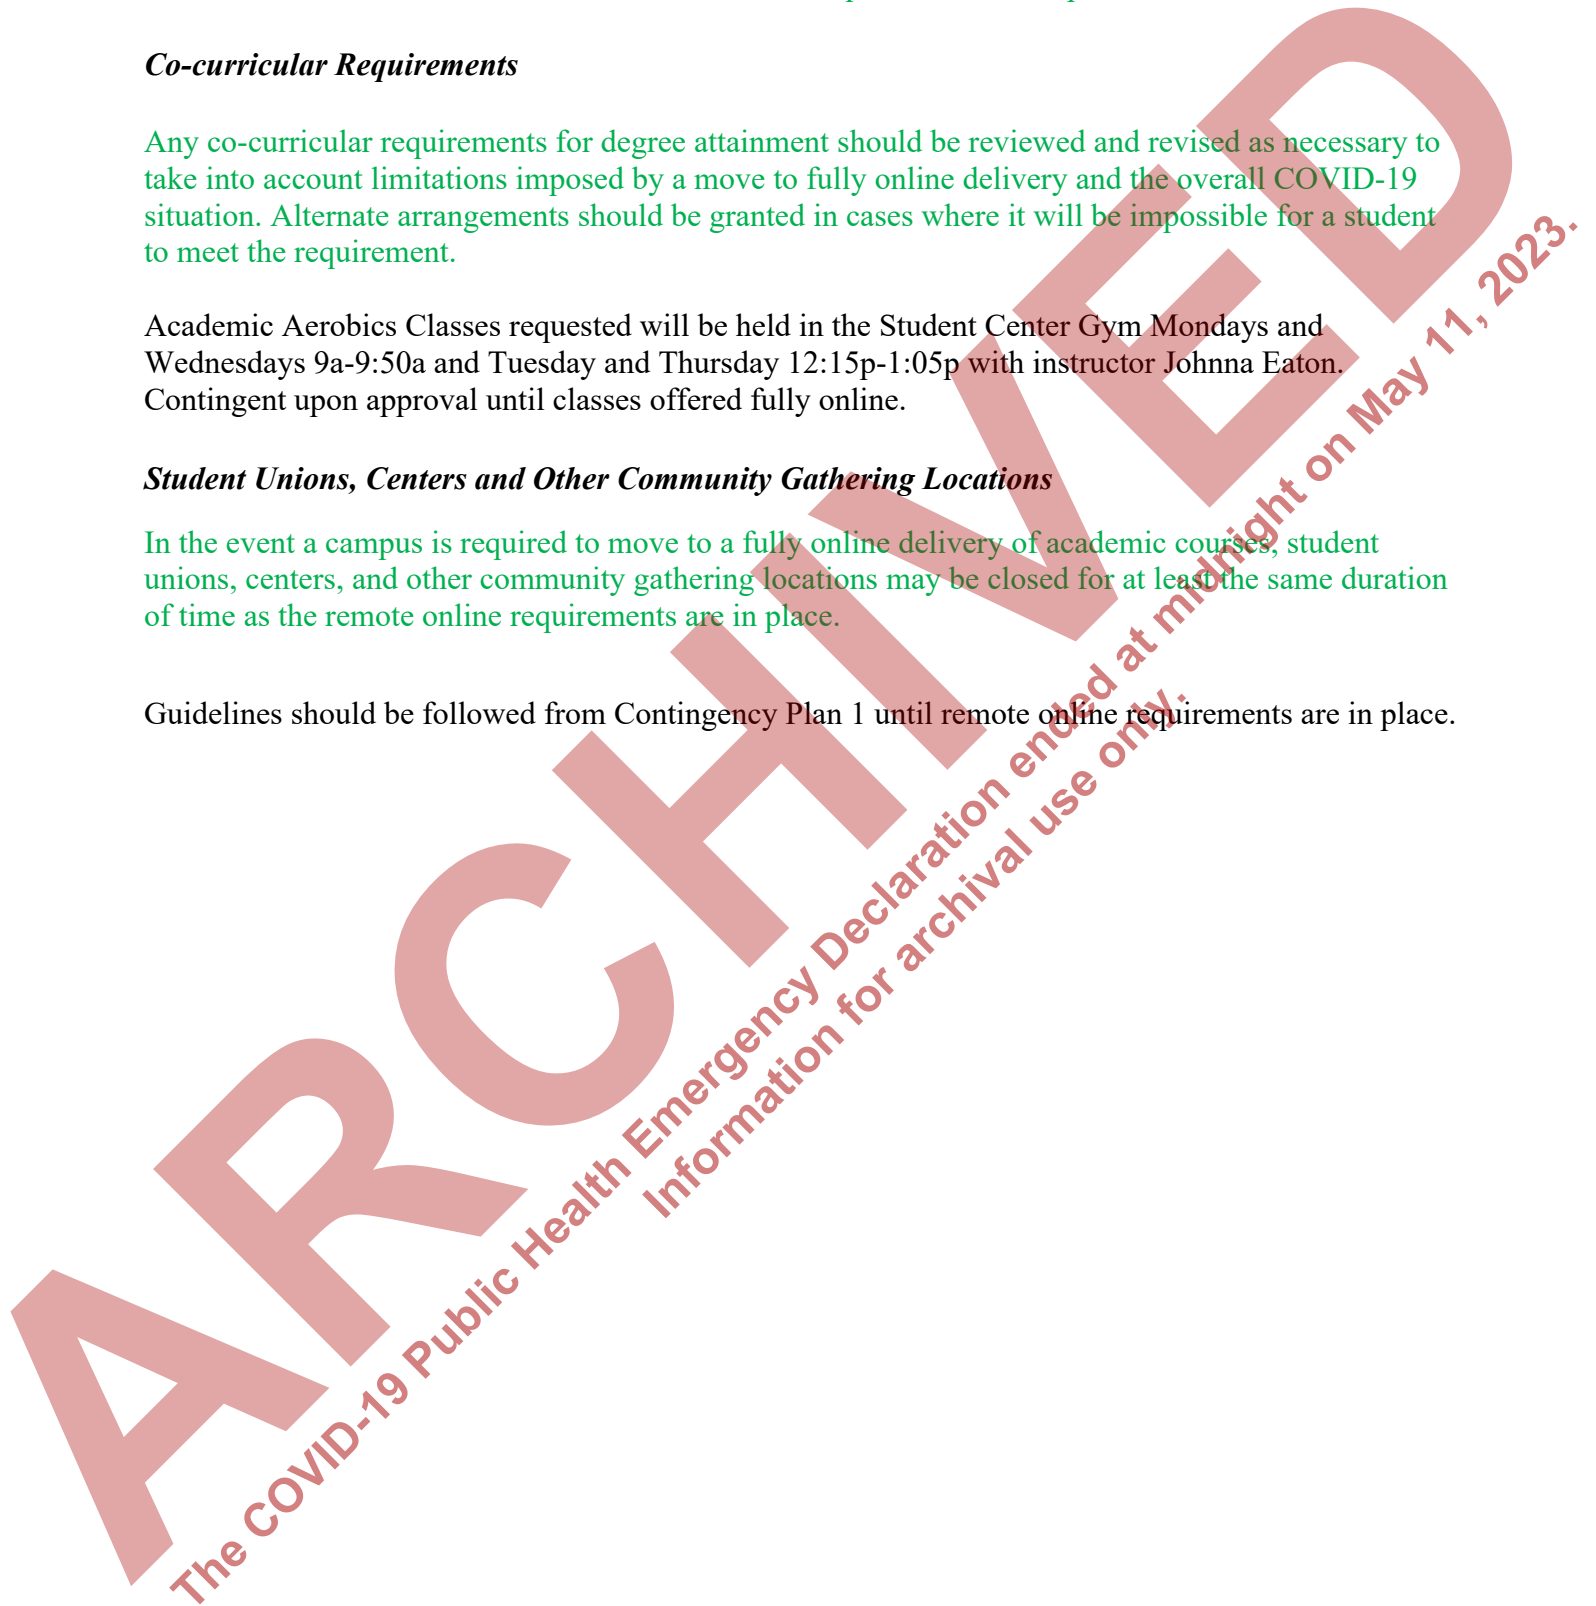 Co-curricular Requirements
Any co-curricular requirements for degree attainment should be reviewed and revised as necessary to
take into account limitations imposed by a move to fully online delivery and the overall COVID-19
situation. Alternate arrangements should be granted in cases where it will be impossible for a student
to meet the requirement.
Academic Aerobics Classes requested will be held in the Student Center Gym Mondays and
Wednesdays 9a-9:50a and Tuesday and Thursday 12:15p-1:05p with instructor Johnna Eaton.
Contingent upon approval until classes offered fully online.
Student Unions, Centers and Other Community Gathering Locations
In the event a campus is required to move to a fully online delivery of academic courses, student
unions, centers, and other community gathering locations may be closed for at least the same duration
of time as the remote online requirements are in place.
Guidelines should be followed from Contingency Plan 1 until remote online requirements are in place.
ARCHIVED
The COVID-19 Public Health Emergency Declaration ended at midnight on May 11, 2023.
Information for archival use only.